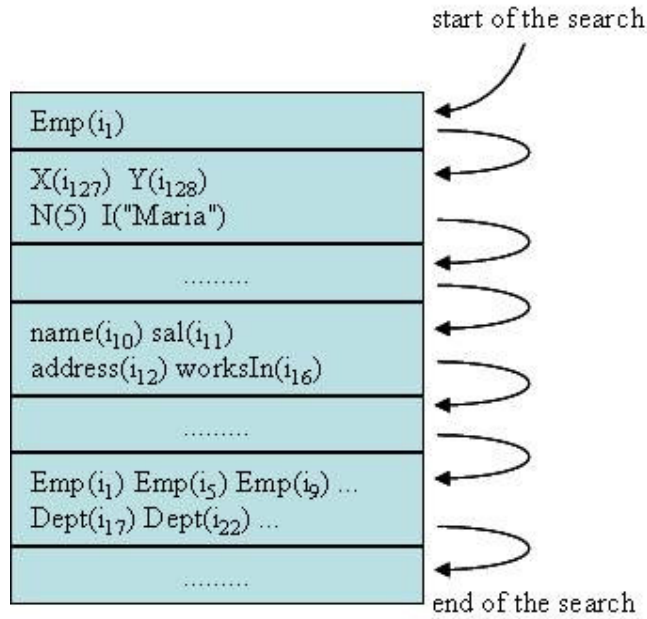 start of the search
Emp(i₁)
X(i₁₂₇) Y(i₁₂₈)
N(5) I("Maria")
.........
name(i₁₀) sal(i₁₁)
address(i₁₂) worksIn(i₁₆)
.........
Emp(i₁) Emp(i₅) Emp(i₉) ...
Dept(i₁₇) Dept(i₂₂) ...
.........
end of the search